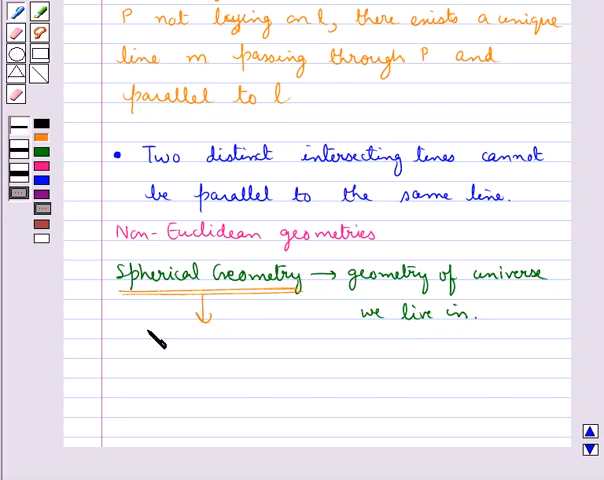 P not laying on l, there exists a unique
line m passing through P and
parallel to l
• Two distinct intersecting lines cannot
be parallel to the same line.
Non-Euclidean geometries
Spherical Geometry → geometry of universe
we live in.